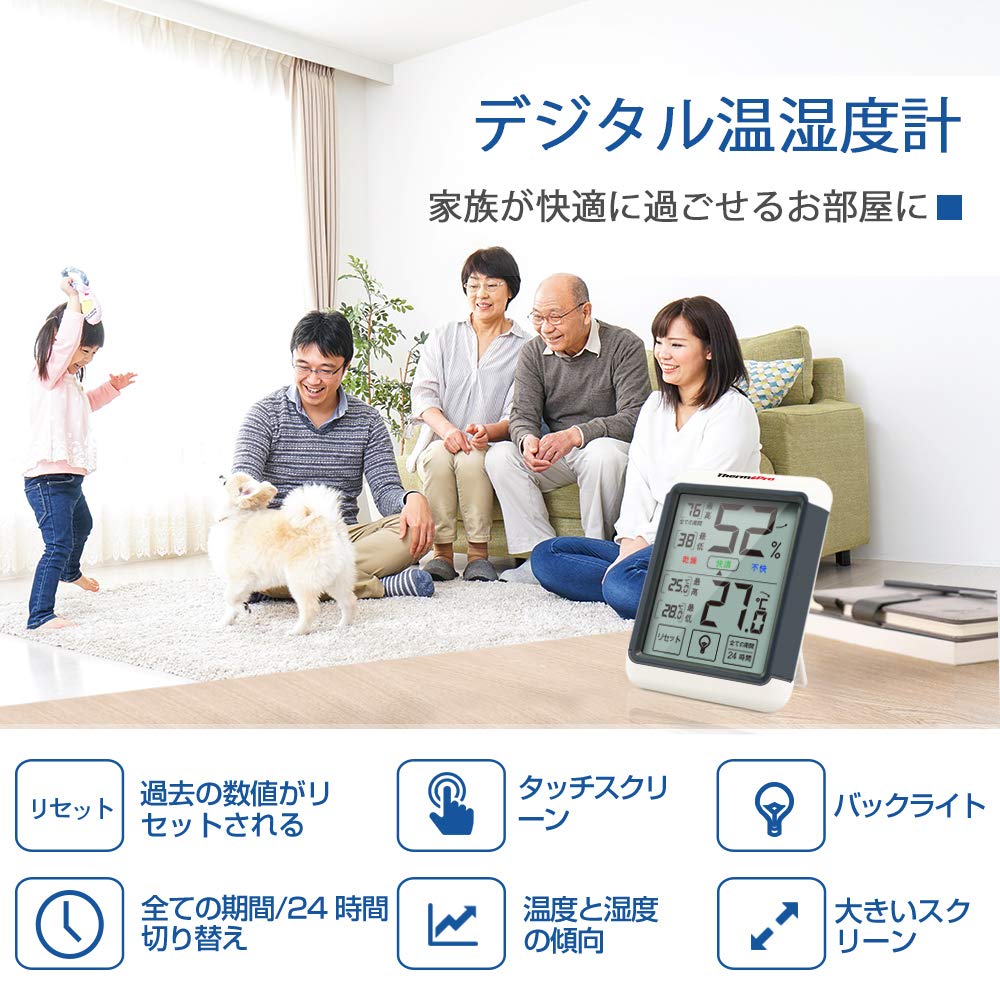 デジタル温湿度計
家族が快適に過ごせるお部屋に
ThermoPro
76 最高 52 %
全ての期間
38 最低
乾燥 快適 不快
25.0 ℃ 最高 27.0 ℃
28.0 ℃ 最低
リセット
全ての期間
24 時間
リセット
過去の数値がリ
セットされる
タッチスクリ
ーン
バックライト
全ての期間/24 時間
切り替え
温度と湿度
の傾向
大きいスク
リーン